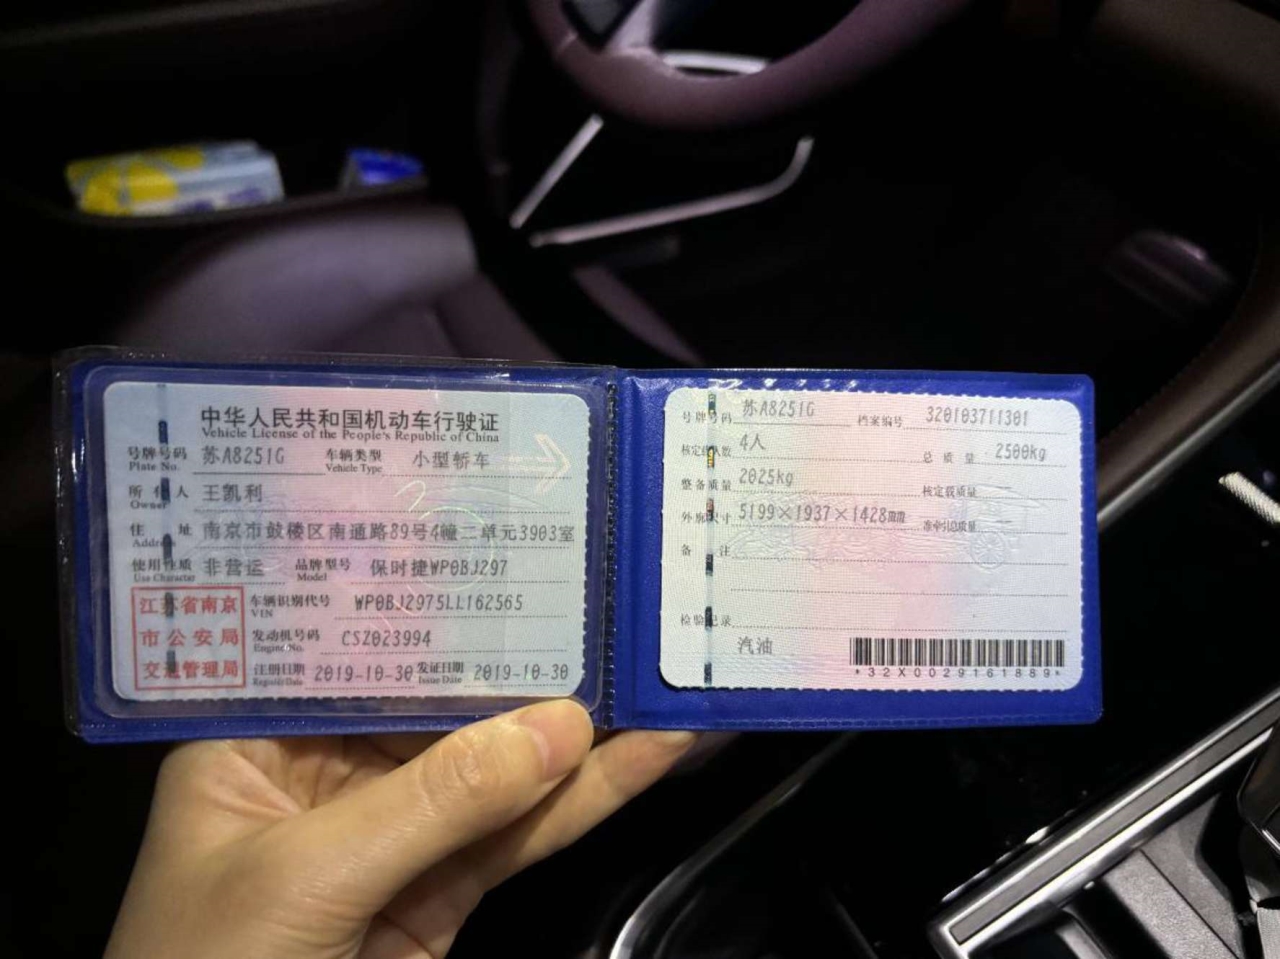 中华人民共和国机动车行驶证
Vehicle License of the People's Republic of China
号牌号码 苏A8251G 车辆类型 小型轿车
Plate No. Vehicle Type
所有人 王凯利
Owner
住址 南京市鼓楼区南通路89号4幢二单元3903室
Address
使用性质 非营运 品牌型号 保时捷WP0BJ297
Use Character Model
江苏省南京
市公安局
交通管理局
车辆识别代号 WP0BJ2975LL162565
VIN
发动机号码 CSZ023994
Engine No.
注册日期 2019-10-30 发证日期 2019-10-30
Register Date Issue Date
号牌号码 苏A8251G 档案编号 320103711301
核定载人数 4人 总质量 2500kg
整备质量 2025kg 核定载质量 —
外廓尺寸 5199×1937×1428mm 准牵引总质量 —
备注
检验记录
汽油
*32X0029161889*